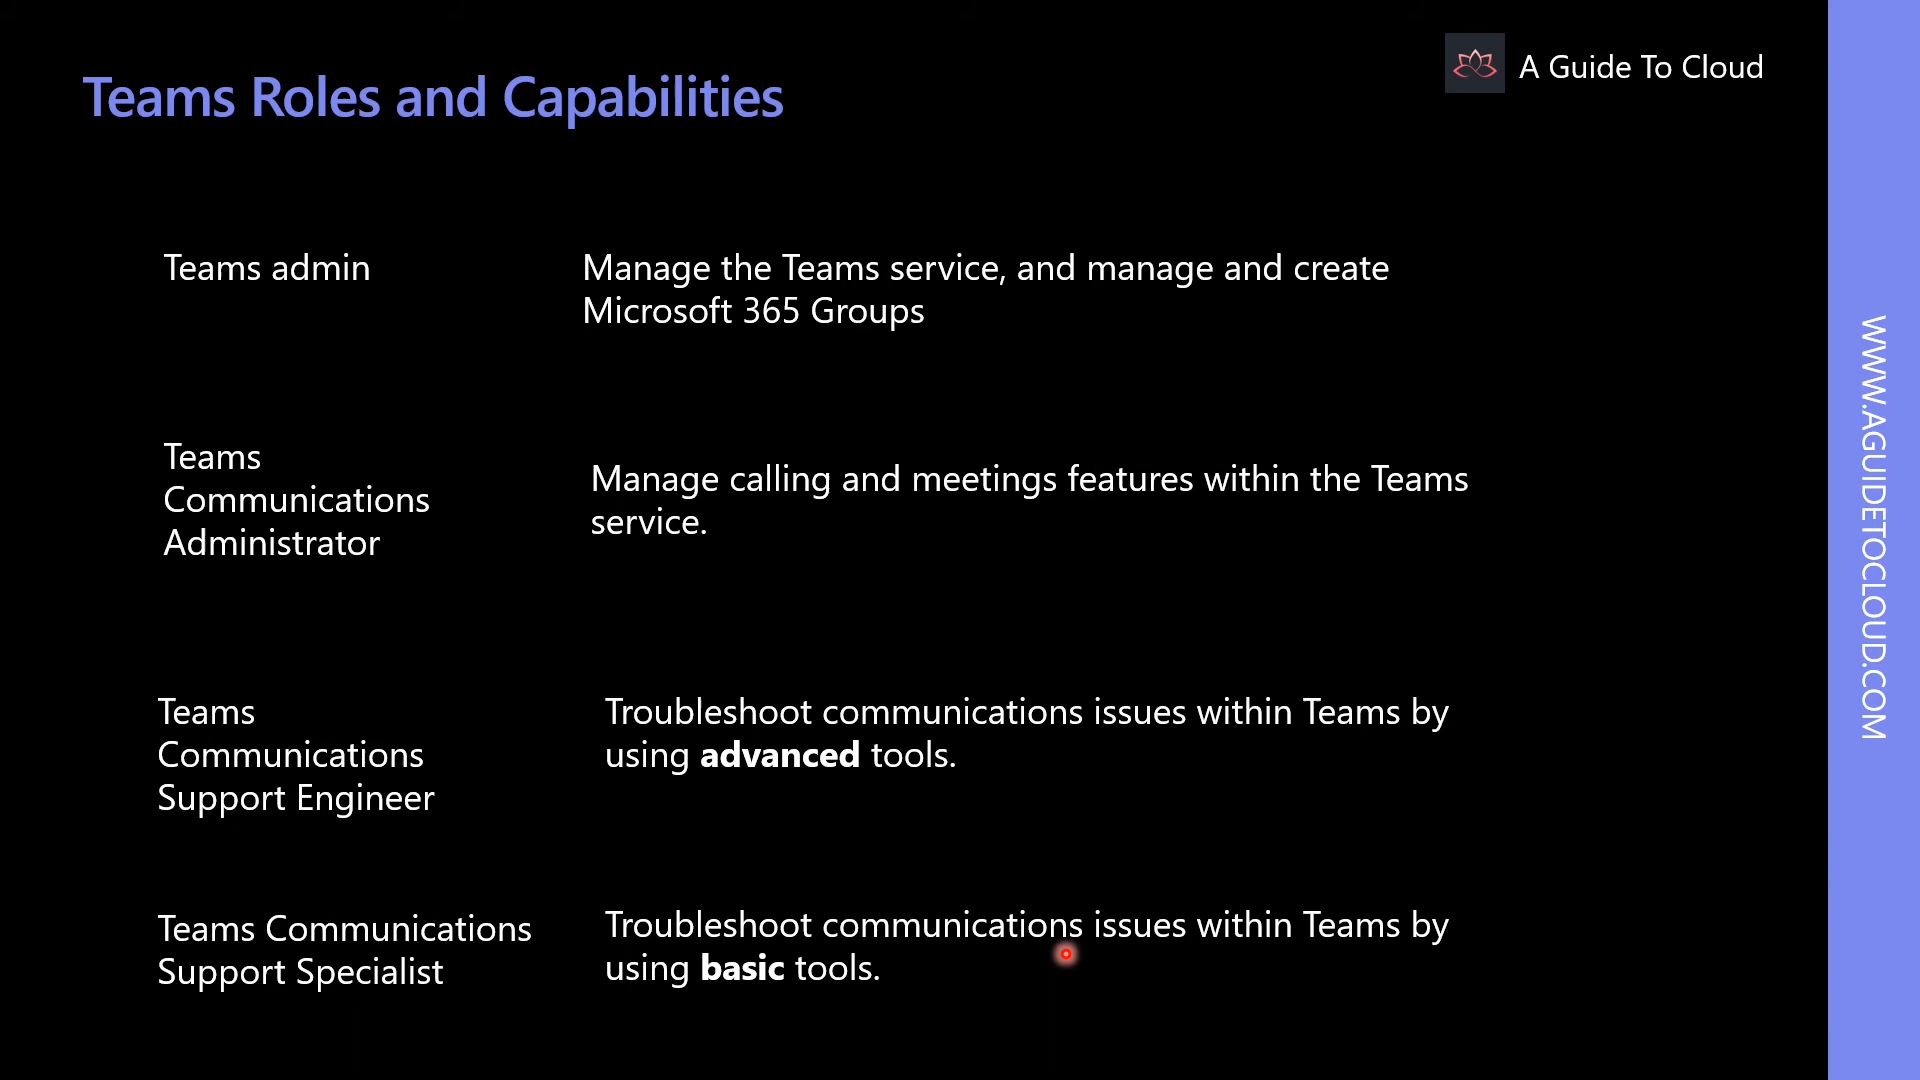 Teams Roles and Capabilities
A Guide To Cloud
Teams admin
Manage the Teams service, and manage and create
Microsoft 365 Groups
Teams
Communications
Administrator
Manage calling and meetings features within the Teams
service.
Teams
Communications
Support Engineer
Troubleshoot communications issues within Teams by
using advanced tools.
Teams Communications
Support Specialist
Troubleshoot communications issues within Teams by
using basic tools.
WWW.AGUIDETOCLOUD.COM